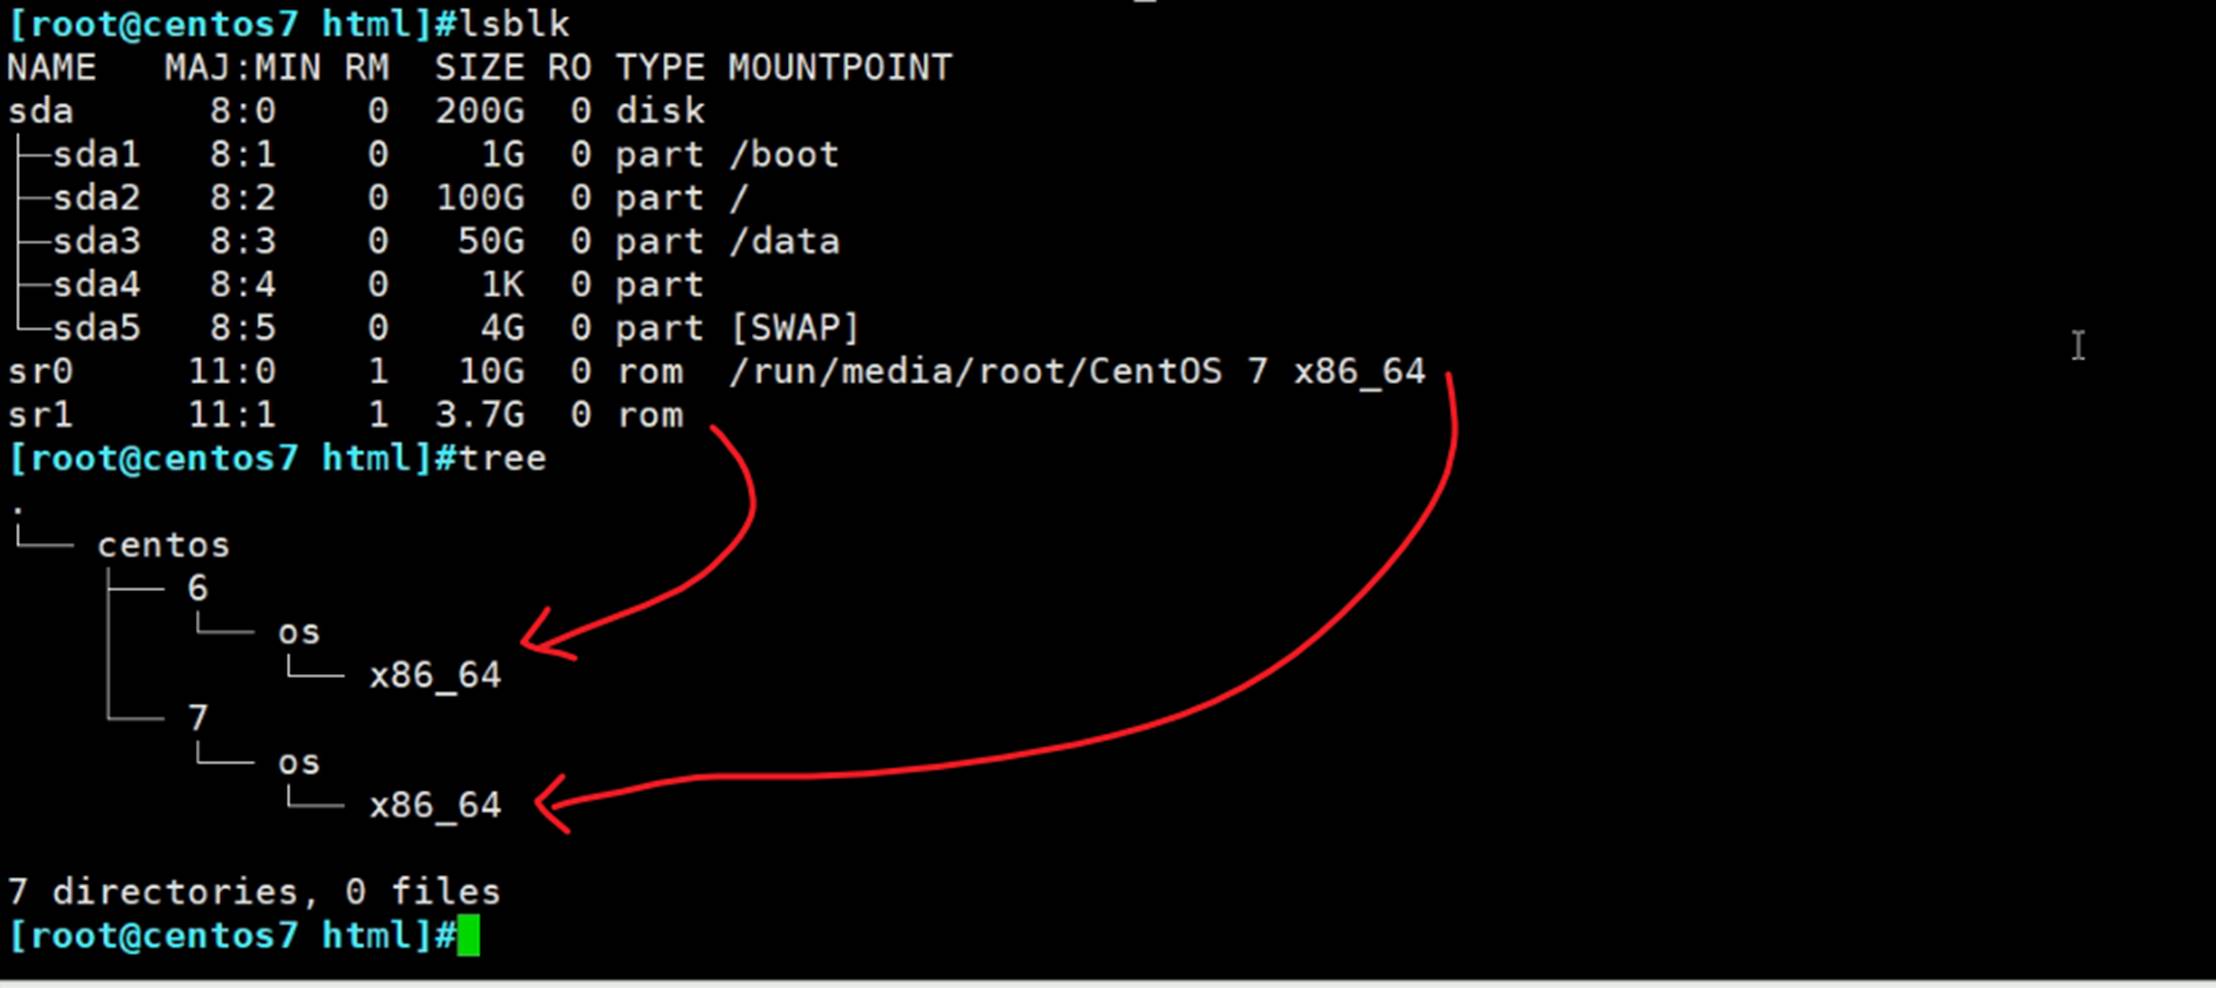 [root@centos7 html]#lsblk
NAME   MAJ:MIN RM  SIZE RO TYPE MOUNTPOINT
sda      8:0    0  200G  0 disk
├─sda1   8:1    0    1G  0 part /boot
├─sda2   8:2    0  100G  0 part /
├─sda3   8:3    0   50G  0 part /data
├─sda4   8:4    0    1K  0 part
└─sda5   8:5    0    4G  0 part [SWAP]
sr0     11:0    1   10G  0 rom  /run/media/root/CentOS 7 x86_64
sr1     11:1    1  3.7G  0 rom
[root@centos7 html]#tree
.
└── centos
    ├── 6
    │   └── os
    │       └── x86_64
    └── 7
        └── os
            └── x86_64
7 directories, 0 files
[root@centos7 html]#